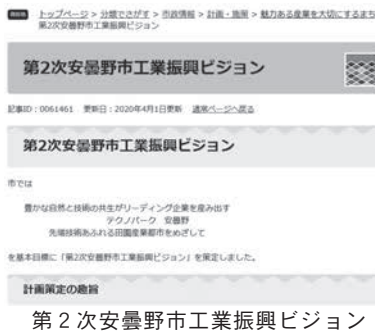 現在地 トップページ > 分類でさがす > 市政情報 > 計画・施策 > 魅力ある産業を大切にするまち
第2次安曇野市工業振興ビジョン
第2次安曇野市工業振興ビジョン
記事ID：0061461 更新日：2020年4月1日更新 通常ページへ戻る
第2次安曇野市工業振興ビジョン
市では
豊かな自然と技術の共生がリーディング企業を産み出す
テクノパーク 安曇野
先端技術あふれる田園産業都市をめざして
を基本目標に「第2次安曇野市工業振興ビジョン」を策定しました。
計画策定の趣旨
第２次安曇野市工業振興ビジョン